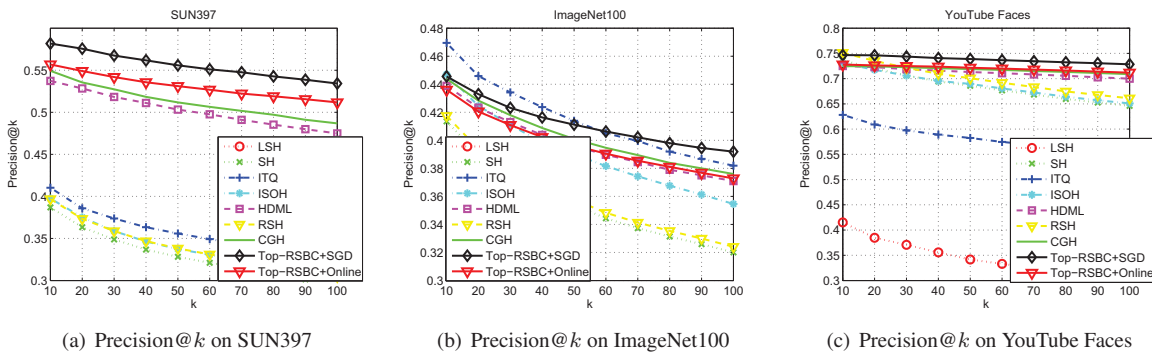 SUN397
0.55
0.5
0.45
0.4
0.35
0.3
Precision@k
10 20 30 40 50 60 70 80 90 100
k
LSH
SH
ITQ
ISOH
HDML
RSH
CGH
Top−RSBC+SGD
Top−RSBC+Online
(a) Precision@k on SUN397
ImageNet100
0.48
0.46
0.44
0.42
0.4
0.38
0.36
0.34
0.32
0.3
Precision@k
10 20 30 40 50 60 70 80 90 100
k
LSH
SH
ITQ
ISOH
HDML
RSH
CGH
Top−RSBC+SGD
Top−RSBC+Online
(b) Precision@k on ImageNet100
YouTube Faces
0.8
0.75
0.7
0.65
0.6
0.55
0.5
0.45
0.4
0.35
0.3
Precision@k
10 20 30 40 50 60 70 80 90 100
k
LSH
SH
ITQ
ISOH
HDML
RSH
CGH
Top−RSBC+SGD
Top−RSBC+Online
(c) Precision@k on YouTube Faces